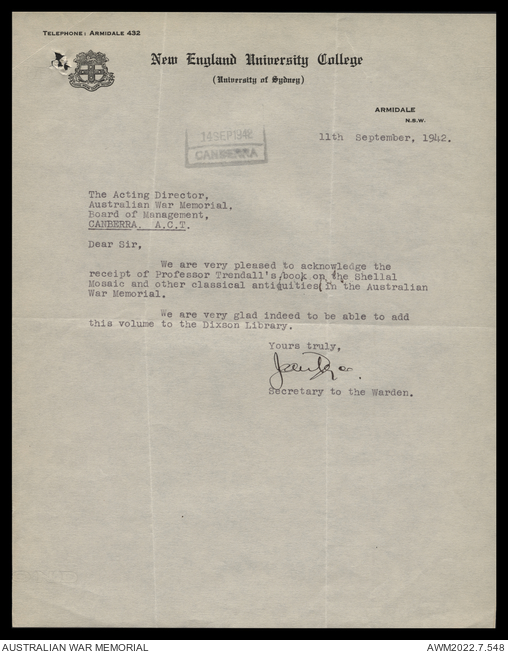 TELEPHONE: ARMIDALE 432
New England University College
(University of Sydney)
ARMIDALE
N.S.W.
11th September, 1942.
14 SEP 1942
CANBERRA
The Acting Director,
Australian War Memorial,
Board of Management,
CANBERRA. A.C.T.
Dear Sir,
We are very pleased to acknowledge the
receipt of Professor Trendall's book on the Shellal
Mosaic and other classical antiquities in the Australian
War Memorial.
We are very glad indeed to be able to add
this volume to the Dixson Library.
Yours truly,
Secretary to the Warden.
AUSTRALIAN WAR MEMORIAL
AWM2022.7.548